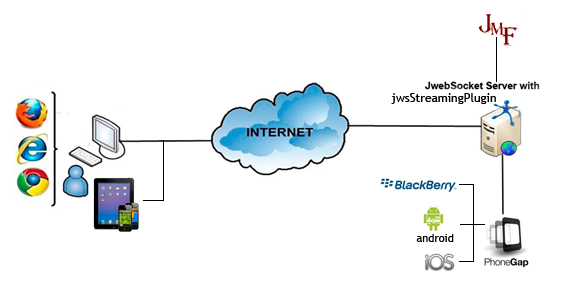 JMF
JwebSocket Server with
jwsStreamingPlugin
INTERNET
BlackBerry
android
iOS
PhoneGap